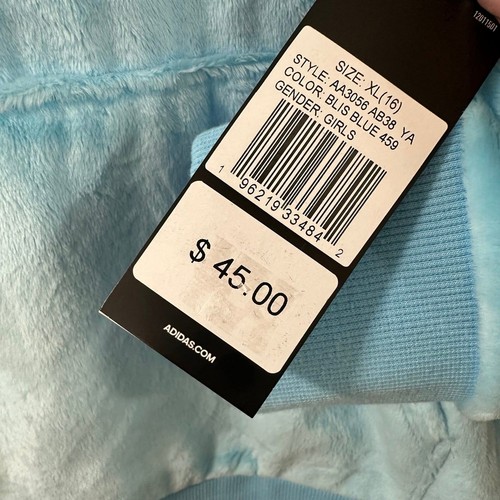 12011501
SIZE: XL(16)
STYLE: AA3056 AB38 YA
COLOR: BLIS BLUE 459
GENDER: GIRLS
1 96219 33484 2
$ 45.00
ADIDAS.COM